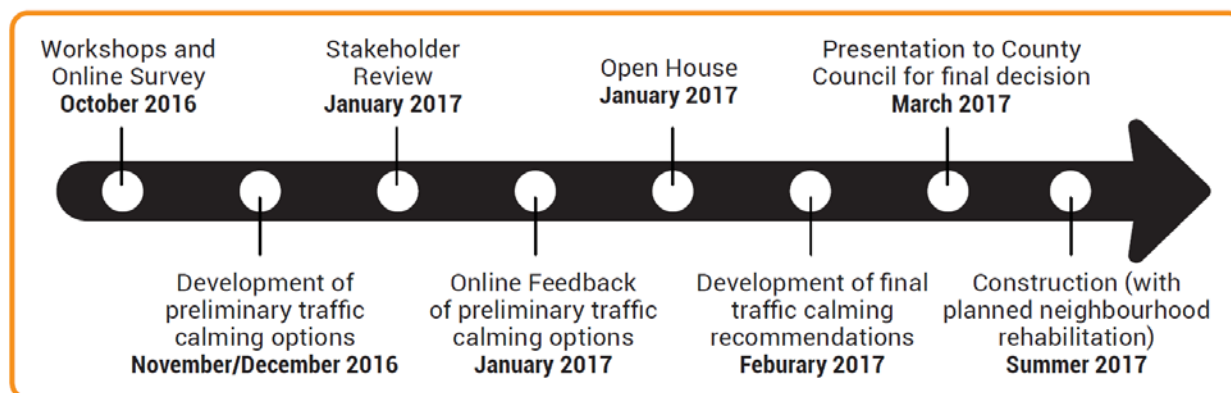 Workshops and
Online Survey
October 2016
Development of
preliminary traffic
calming options
November/December 2016
Stakeholder
Review
January 2017
Online Feedback
of preliminary traffic
calming options
January 2017
Open House
January 2017
Development of final
traffic calming
recommendations
Feburary 2017
Presentation to County
Council for final decision
March 2017
Construction (with
planned neighbourhood
rehabilitation)
Summer 2017